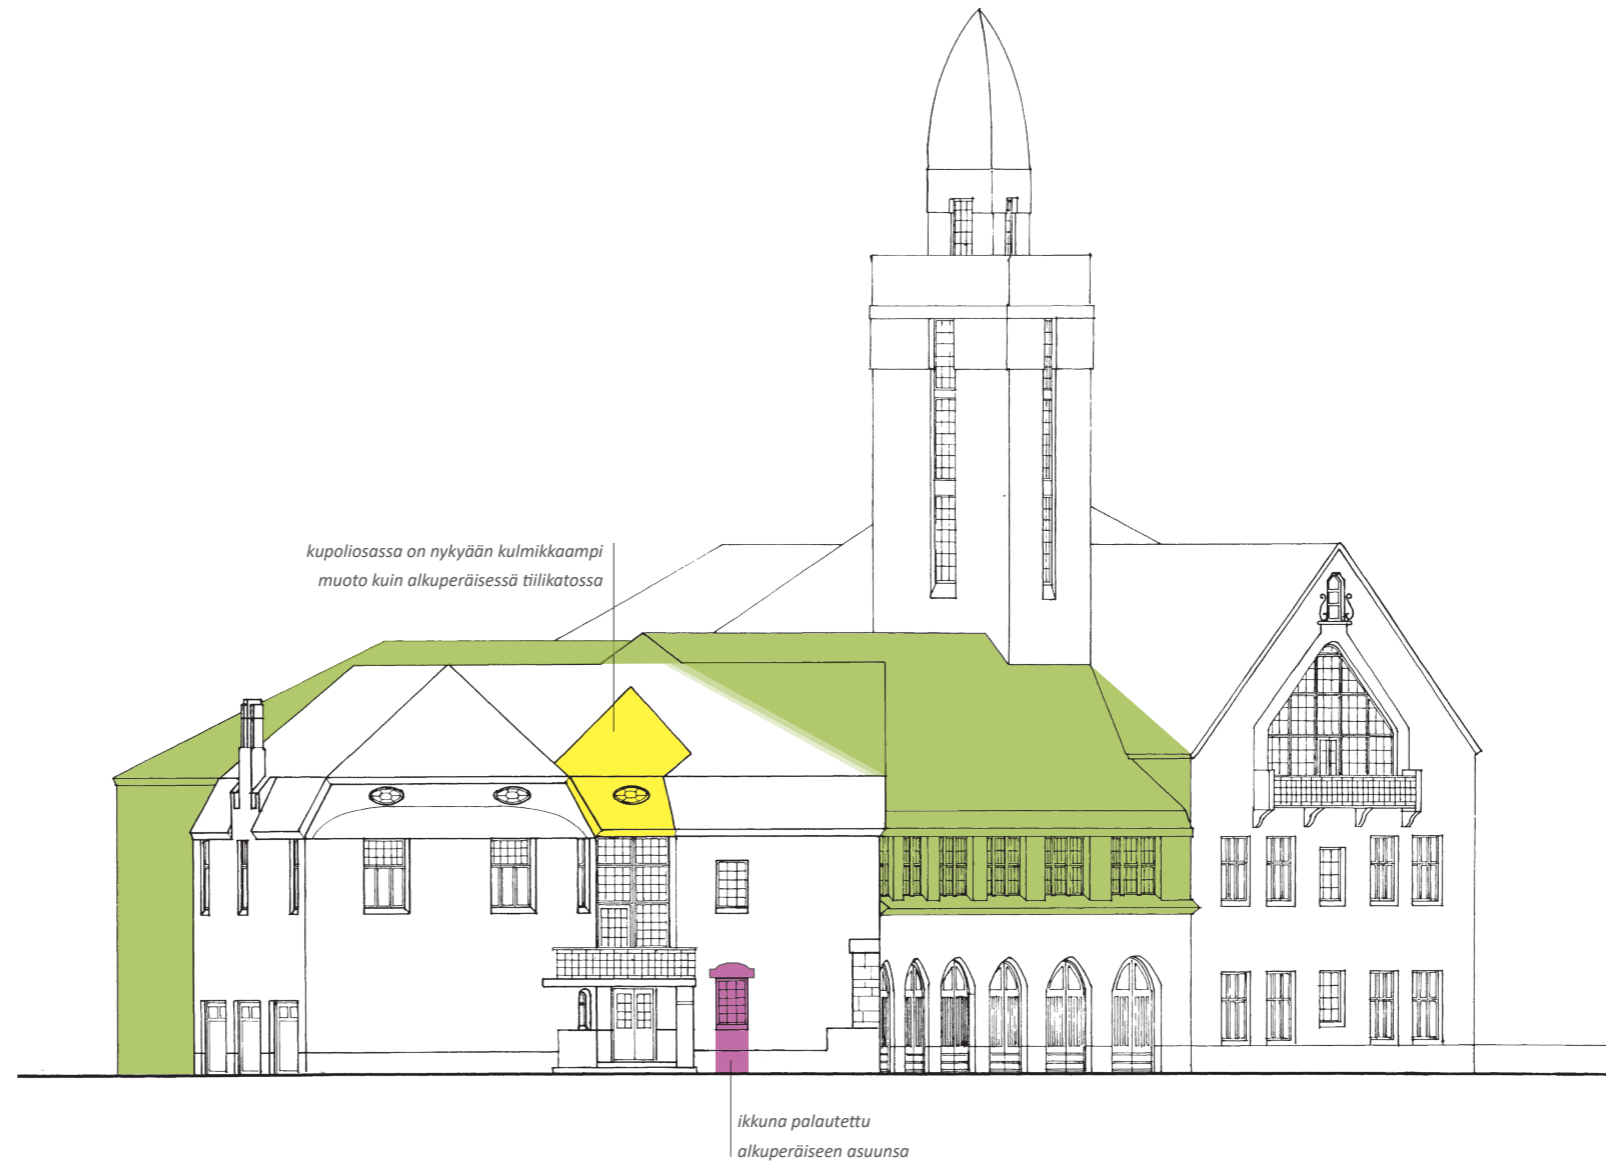 kupoliosassa on nykyään kulmikkaampi
muoto kuin alkuperäisessä tiilikatossa
ikkuna palautettu
alkuperäiseen asuunsa